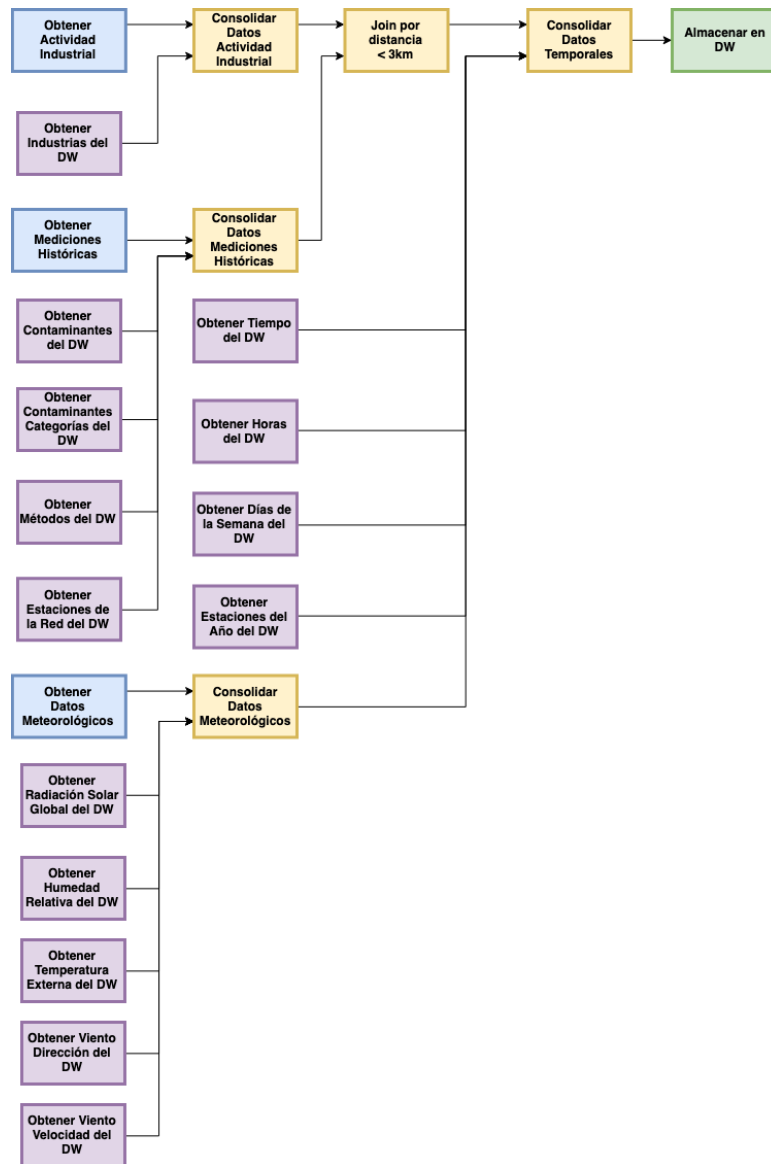 Obtener
Actividad
Industrial
Consolidar
Datos
Actividad
Industrial
Join por
distancia
< 3km
Consolidar
Datos
Temporales
Almacenar en
DW
Obtener
Industrias del
DW
Obtener
Mediciones
Históricas
Consolidar
Datos
Mediciones
Históricas
Obtener
Contaminantes
del DW
Obtener Tiempo
del DW
Obtener
Contaminantes
Categorías del
DW
Obtener Horas
del DW
Obtener
Métodos del DW
Obtener Días de
la Semana del
DW
Obtener
Estaciones de
la Red del DW
Obtener
Estaciones del
Año del DW
Obtener
Datos
Meteorológicos
Consolidar
Datos
Meteorológicos
Obtener
Radiación Solar
Global del DW
Obtener
Humedad
Relativa del DW
Obtener
Temperatura
Externa del DW
Obtener Viento
Dirección del
DW
Obtener Viento
Velocidad del
DW